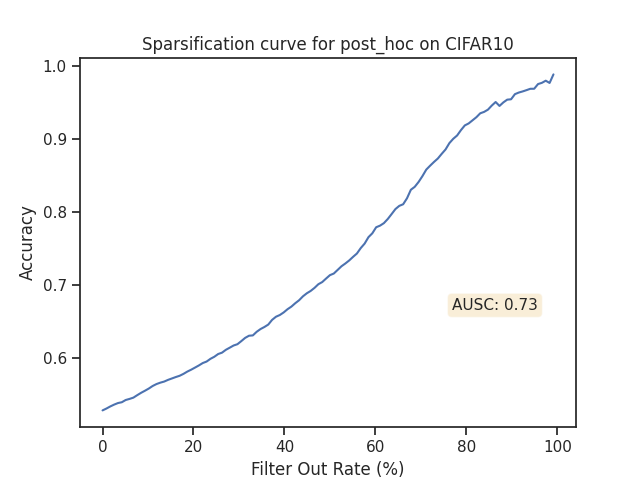 Sparsification curve for post_hoc on CIFAR10
1.0
0.9
0.8
0.7
0.6
Accuracy
AUSC: 0.73
0 20 40 60 80 100
Filter Out Rate (%)